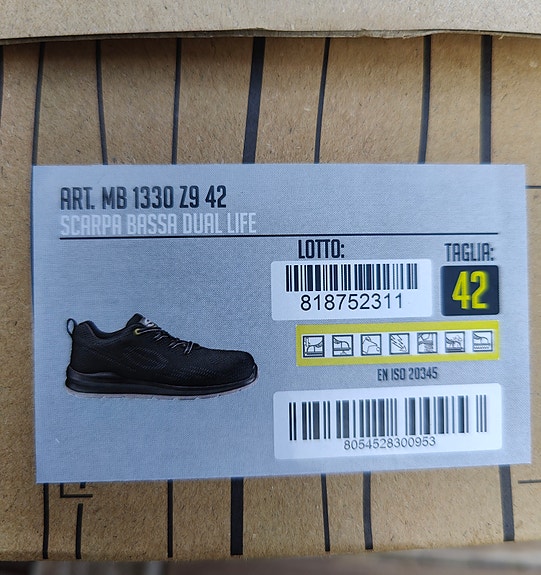 ART. MB 1330 Z9 42
SCARPA BASSA DUAL LIFE
LOTTO:
818752311
TAGLIA:
42
EN ISO 20345
8054528300953